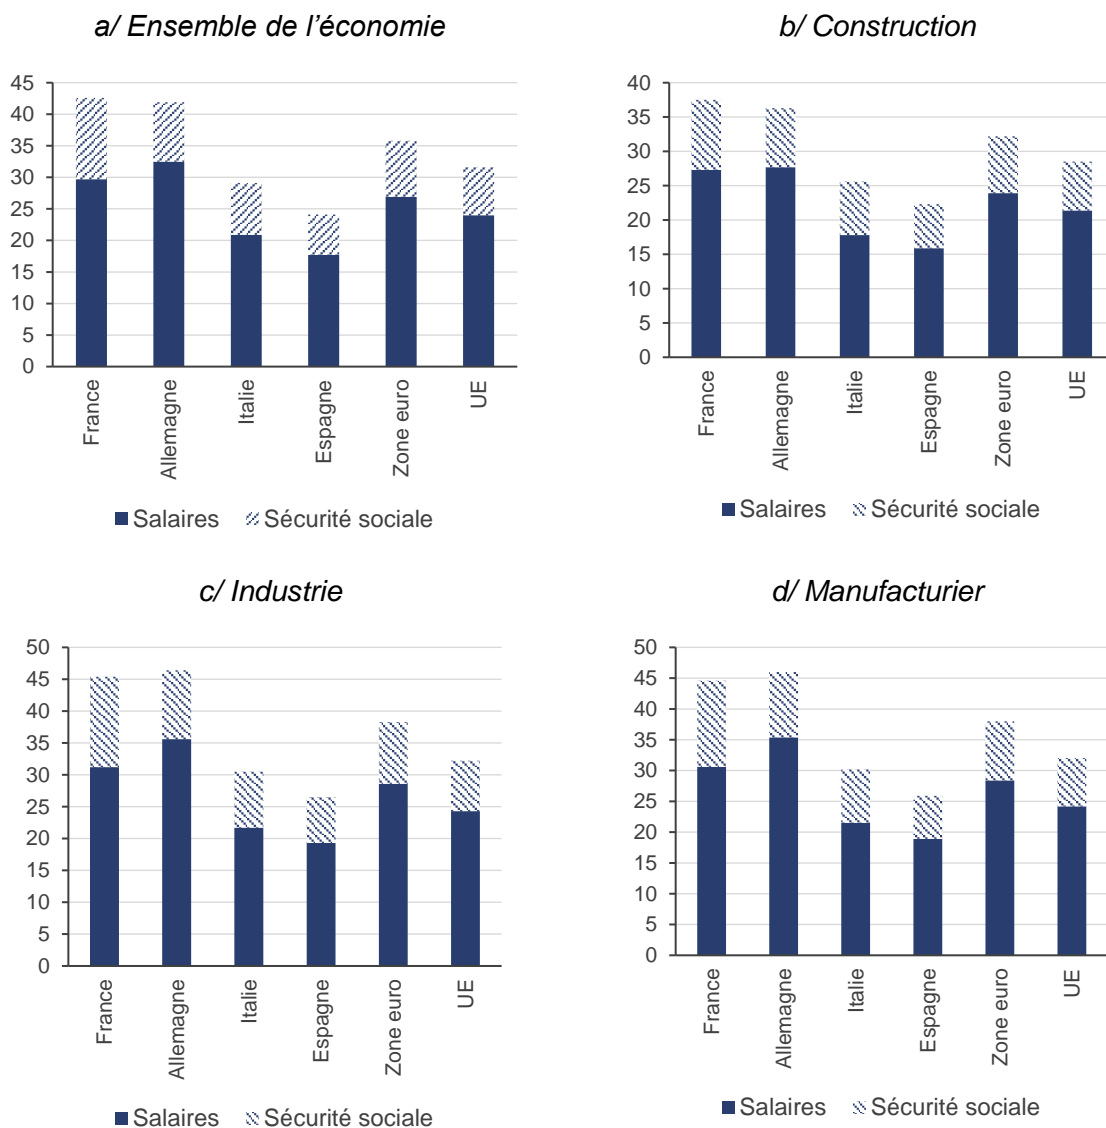 a/ Ensemble de l'économie
45
40
35
30
25
20
15
10
5
0
France
Allemagne
Italie
Espagne
Zone euro
UE
Salaires Sécurité sociale
b/ Construction
40
35
30
25
20
15
10
5
0
France
Allemagne
Italie
Espagne
Zone euro
UE
Salaires Sécurité sociale
c/ Industrie
50
45
40
35
30
25
20
15
10
5
0
France
Allemagne
Italie
Espagne
Zone euro
UE
Salaires Sécurité sociale
d/ Manufacturier
50
45
40
35
30
25
20
15
10
5
0
France
Allemagne
Italie
Espagne
Zone euro
UE
Salaires Sécurité sociale